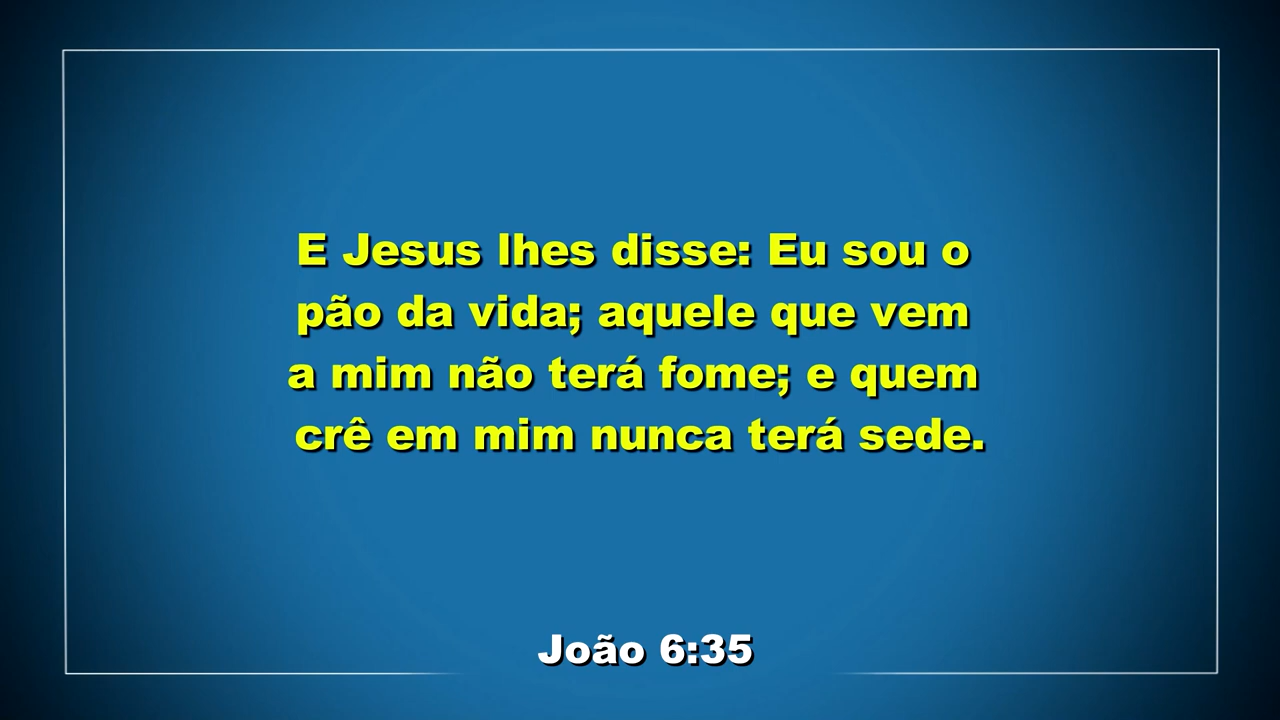 E Jesus lhes disse: Eu sou o
pão da vida; aquele que vem
a mim não terá fome; e quem
crê em mim nunca terá sede.
João 6:35